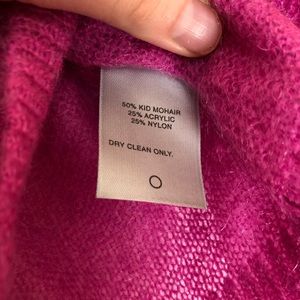 50% KID MOHAIR
25% ACRYLIC
25% NYLON
DRY CLEAN ONLY.